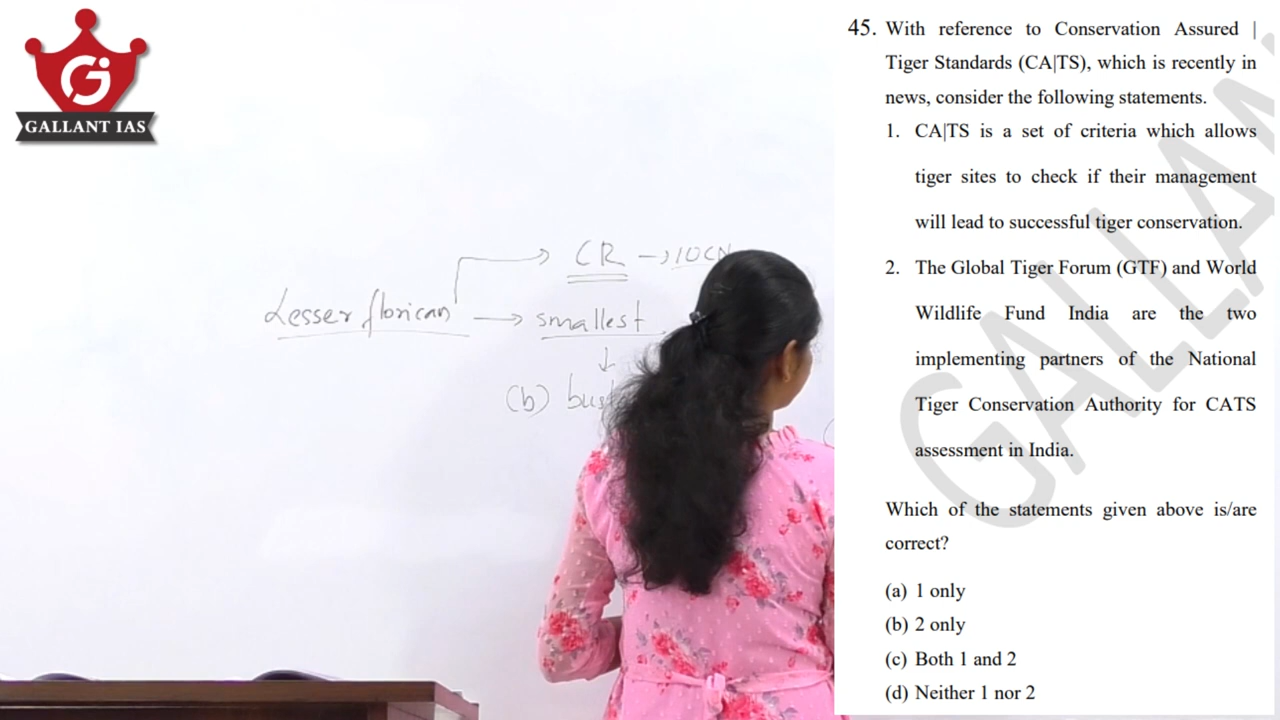 GALLANT IAS
Lesser florican
CR →
→ smallest
(b)
45. With reference to Conservation Assured |
Tiger Standards (CA|TS), which is recently in
news, consider the following statements.
1. CA|TS is a set of criteria which allows
tiger sites to check if their management
will lead to successful tiger conservation.
2. The Global Tiger Forum (GTF) and World
Wildlife Fund India are the two
implementing partners of the National
Tiger Conservation Authority for CATS
assessment in India.
Which of the statements given above is/are
correct?
(a) 1 only
(b) 2 only
(c) Both 1 and 2
(d) Neither 1 nor 2
GALLAN